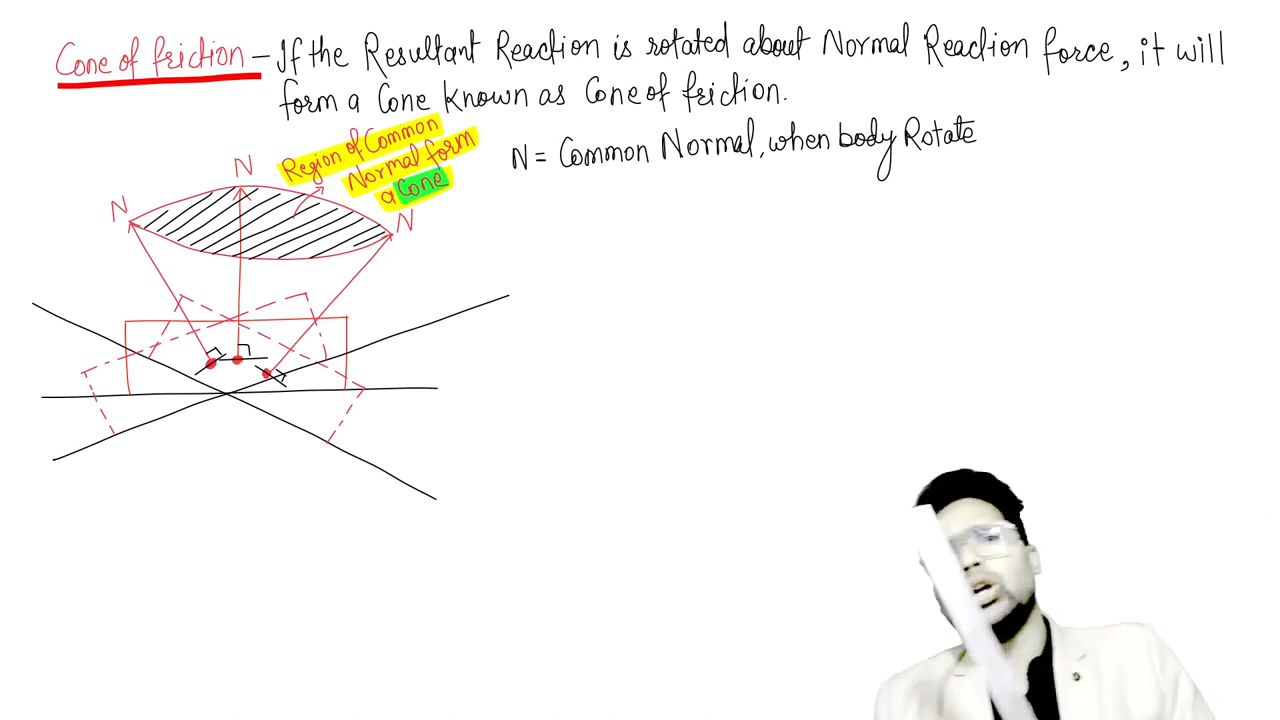 Cone of friction - If the Resultant Reaction is rotated about Normal Reaction force, it will
form a Cone known as Cone of friction.
N = Common Normal, when body Rotate
Region of Common
Normal form
a Cone
N
N
N